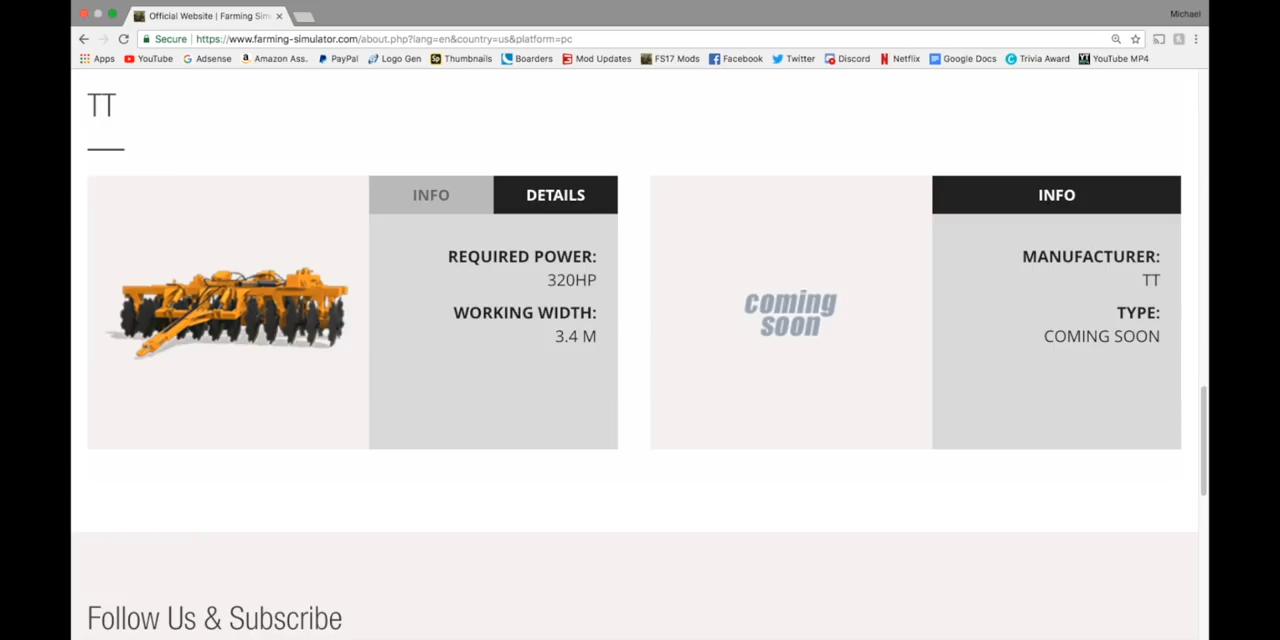 Official Website | Farming Sim
Michael
Secure | https://www.farming-simulator.com/about.php?lang=en&country=us&platform=pc
Apps YouTube Adsense Amazon Ass. PayPal Logo Gen Thumbnails Boarders Mod Updates FS17 Mods Facebook Twitter Discord Netflix Google Docs Trivia Award YouTube MP4
TT
INFO DETAILS
REQUIRED POWER:
320HP
WORKING WIDTH:
3.4 M
coming
soon
INFO
MANUFACTURER:
TT
TYPE:
COMING SOON
Follow Us & Subscribe